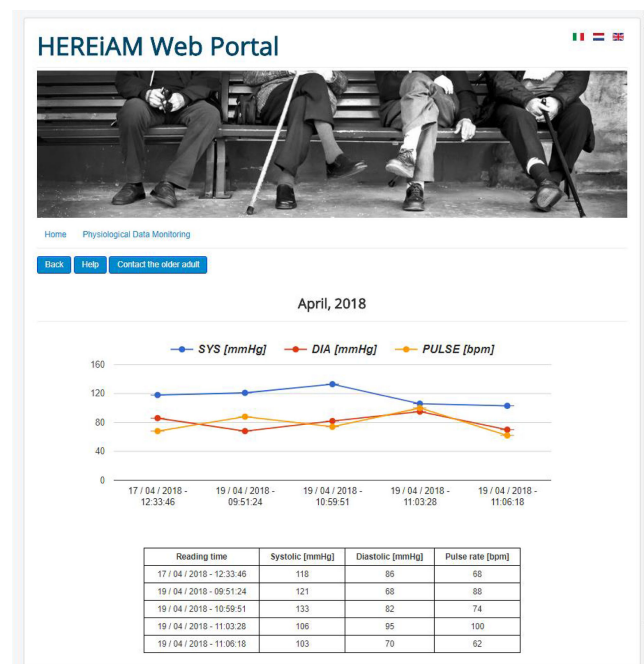 HEREiAM Web Portal
Home Physiological Data Monitoring
Back Help Contact the older adult
April, 2018
SYS [mmHg] DIA [mmHg] PULSE [bpm]
160
120
80
40
0
17 / 04 / 2018 - 19 / 04 / 2018 - 19 / 04 / 2018 - 19 / 04 / 2018 - 19 / 04 / 2018 -
12:33:46 09:51:24 10:59:51 11:03:28 11:06:18
Reading time Systolic [mmHg] Diastolic [mmHg] Pulse rate [bpm]
17 / 04 / 2018 - 12:33:46 118 86 68
19 / 04 / 2018 - 09:51:24 121 68 88
19 / 04 / 2018 - 10:59:51 133 82 74
19 / 04 / 2018 - 11:03:28 106 95 100
19 / 04 / 2018 - 11:06:18 103 70 62